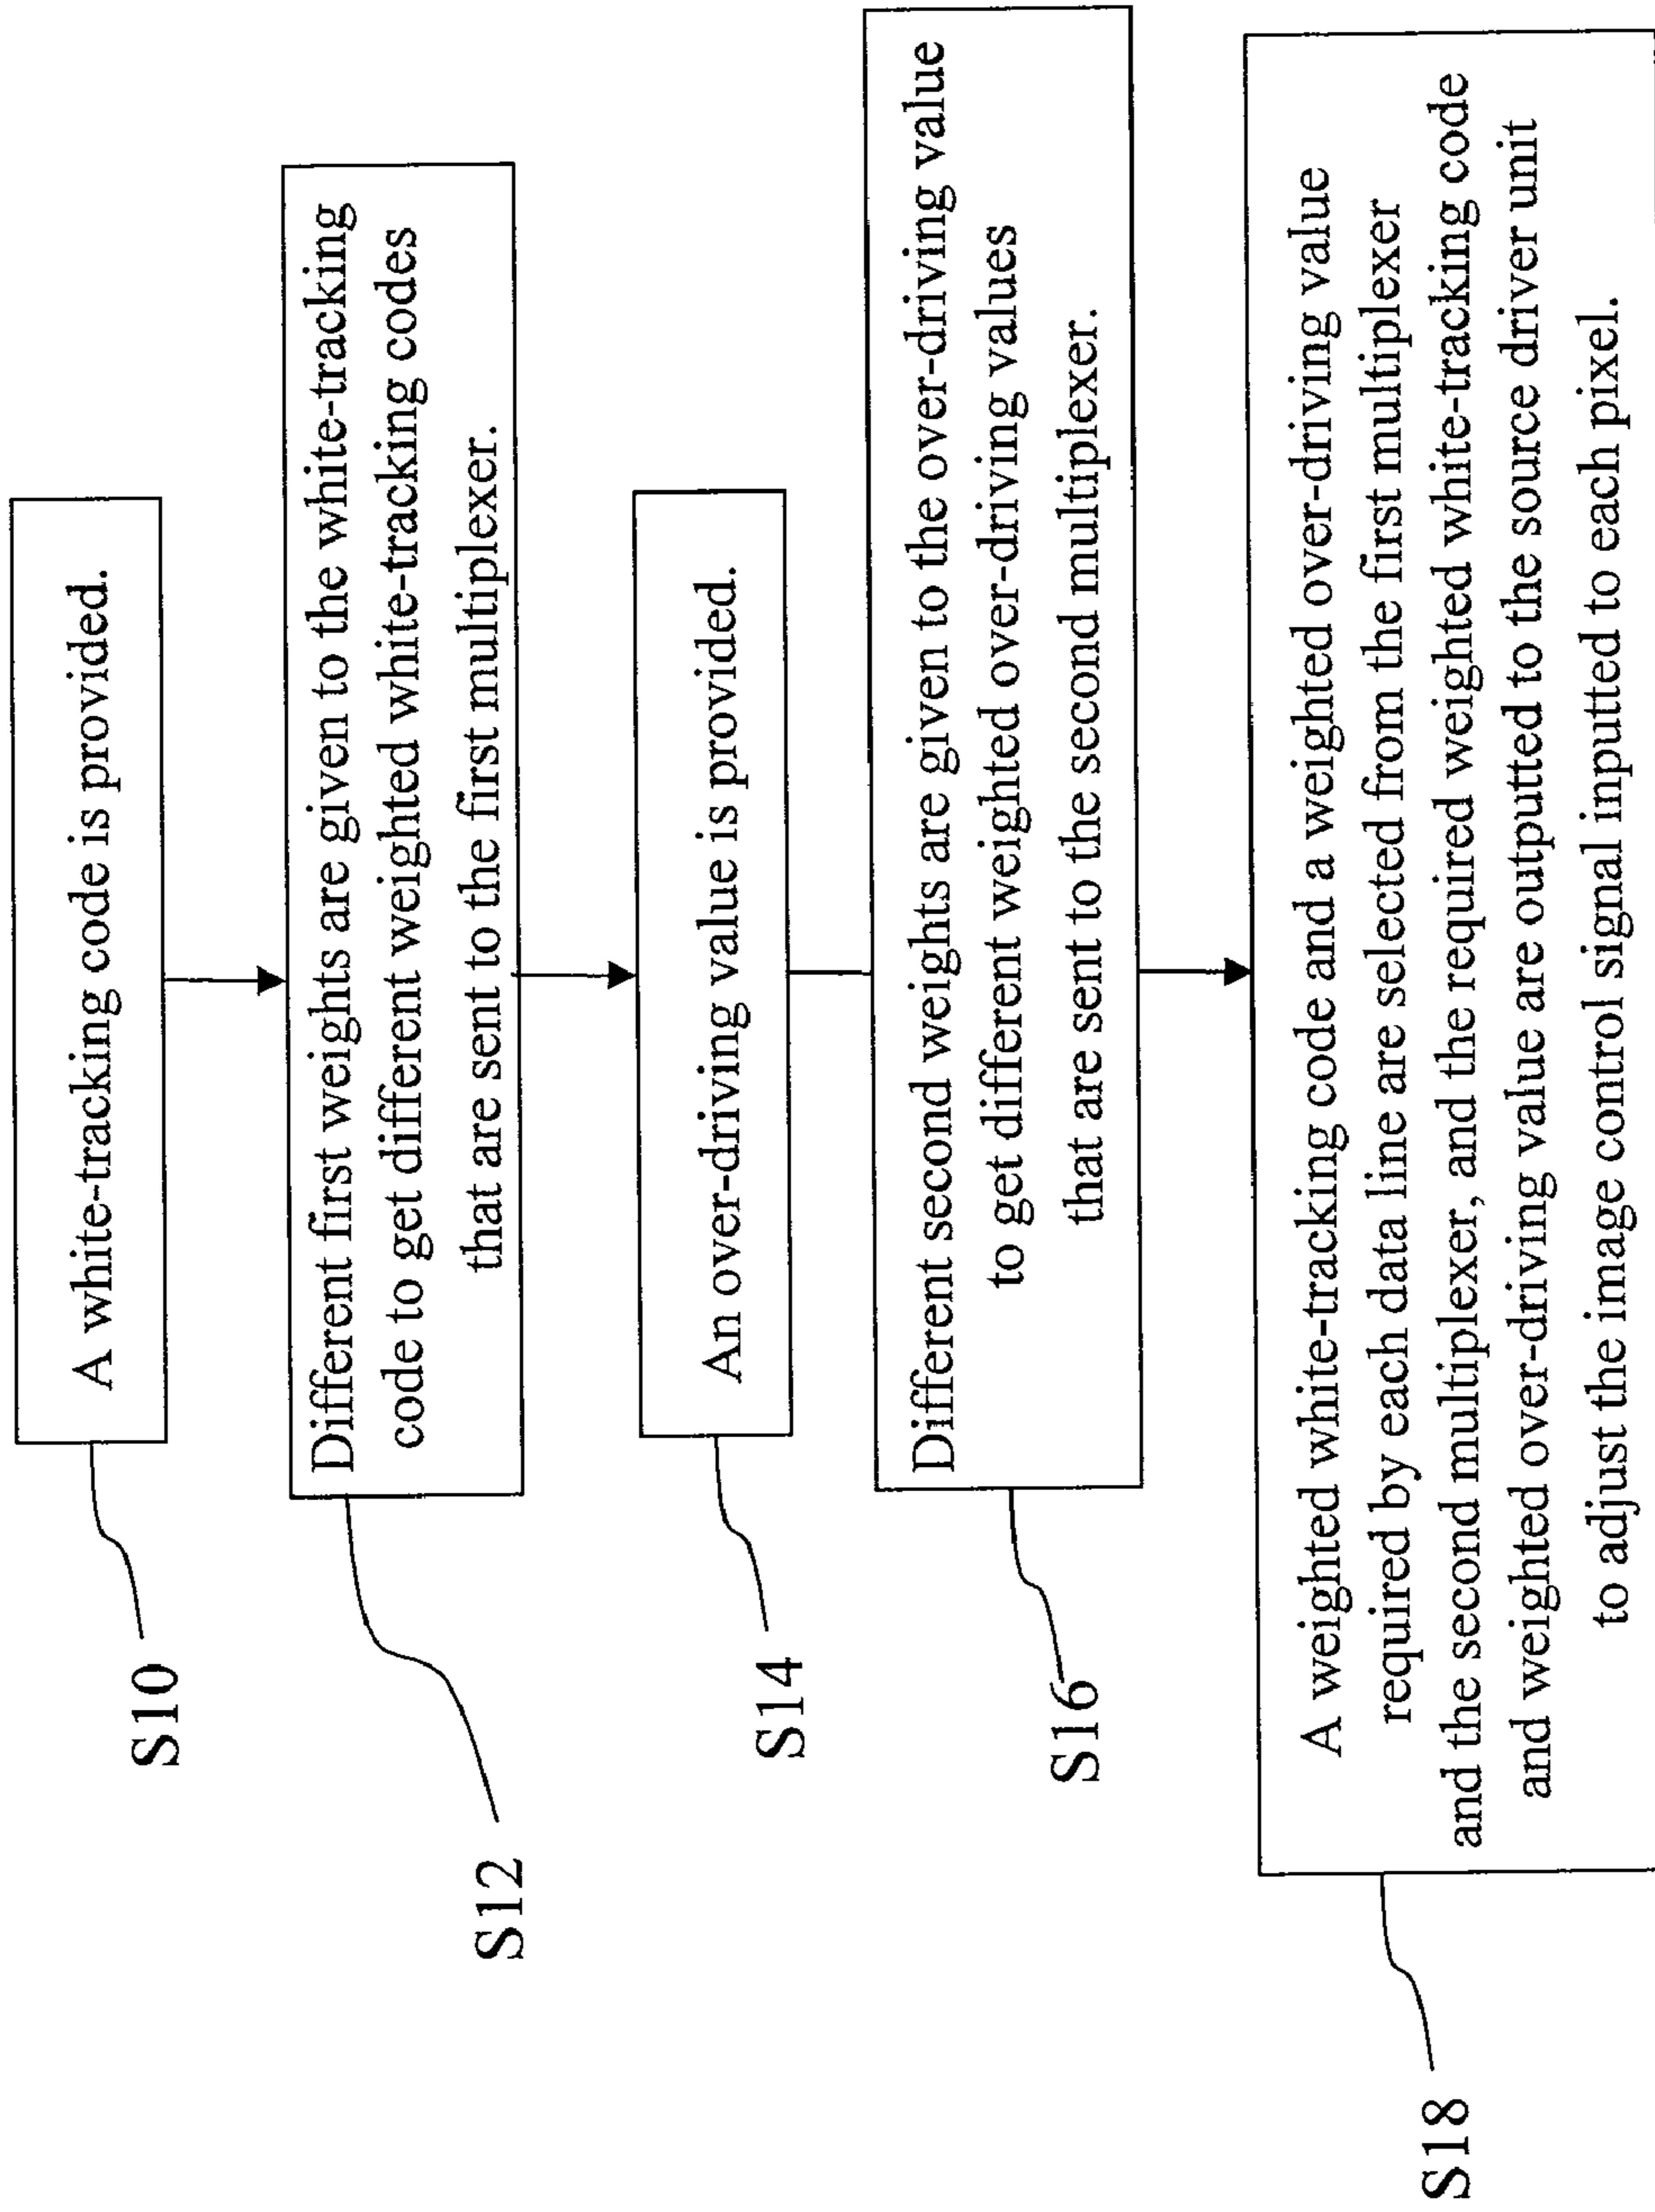 A white-tracking code is provided.
S10
Different first weights are given to the white-tracking
code to get different weighted white-tracking codes
that are sent to the first multiplexer.
S12
An over-driving value is provided.
S14
Different second weights are given to the over-driving value
to get different weighted over-driving values
that are sent to the second multiplexer.
S16
A weighted white-tracking code and a weighted over-driving value
required by each data line are selected from the first multiplexer
and the second multiplexer, and the required weighted white-tracking code
and weighted over-driving value are outputted to the source driver unit
to adjust the image control signal inputted to each pixel.
S18